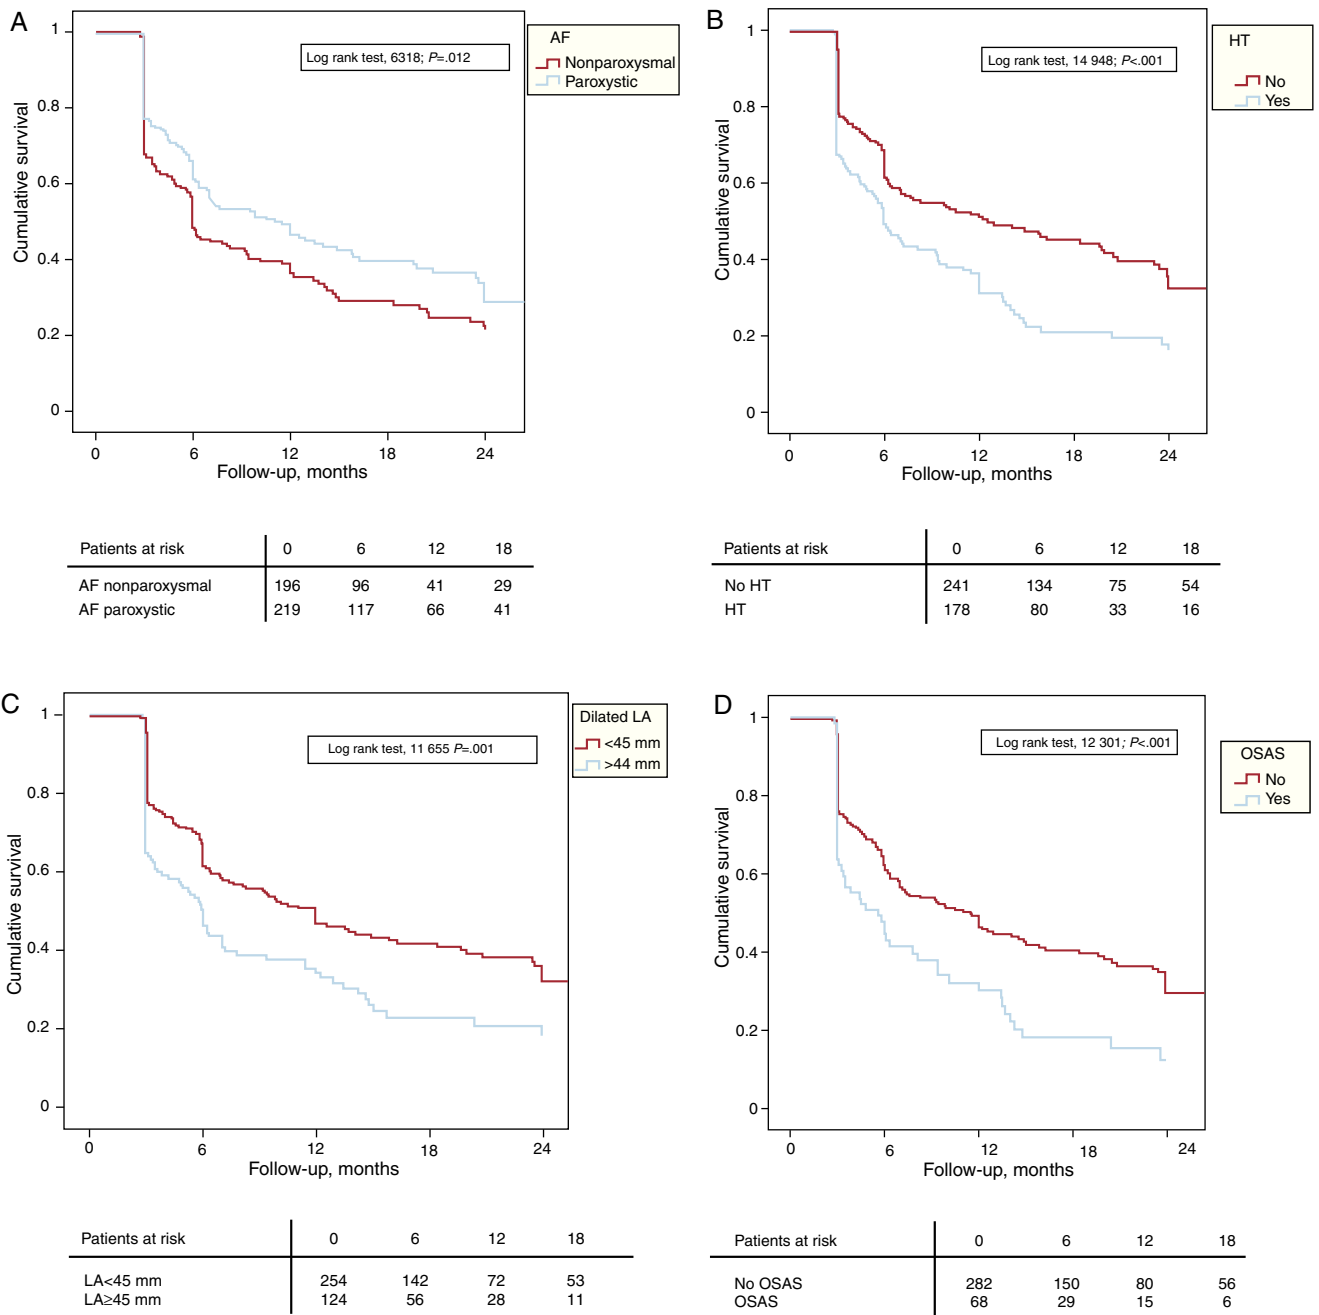 A
Log rank test, 6318; P=.012
AF
Nonparoxysmal
Paroxystic
Cumulative survival
1
0.8
0.6
0.4
0.2
0
0 6 12 18 24
Follow-up, months
Patients at risk 0 6 12 18
AF nonparoxysmal 196 96 41 29
AF paroxystic 219 117 66 41
B
Log rank test, 14 948; P<.001
HT
No
Yes
Cumulative survival
1
0.8
0.6
0.4
0.2
0
0 6 12 18 24
Follow-up, months
Patients at risk 0 6 12 18
No HT 241 134 75 54
HT 178 80 33 16
C
Log rank test, 11 655 P=.001
Dilated LA
<45 mm
>44 mm
Cumulative survival
1
0.8
0.6
0.4
0.2
0
0 6 12 18 24
Follow-up, months
Patients at risk 0 6 12 18
LA<45 mm 254 142 72 53
LA≥45 mm 124 56 28 11
D
Log rank test, 12 301; P<.001
OSAS
No
Yes
Cumulative survival
1
0.8
0.6
0.4
0.2
0
0 6 12 18 24
Follow-up, months
Patients at risk 0 6 12 18
No OSAS 282 150 80 56
OSAS 68 29 15 6